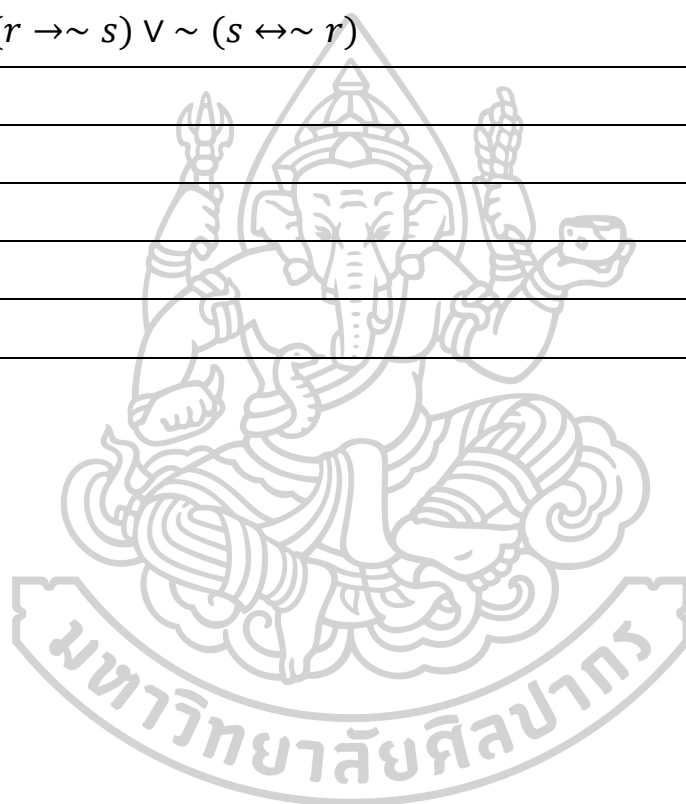 (r →~ s) ∨ ~ (s ↔~ r)
มหาวิทยาลัยศิลปากร